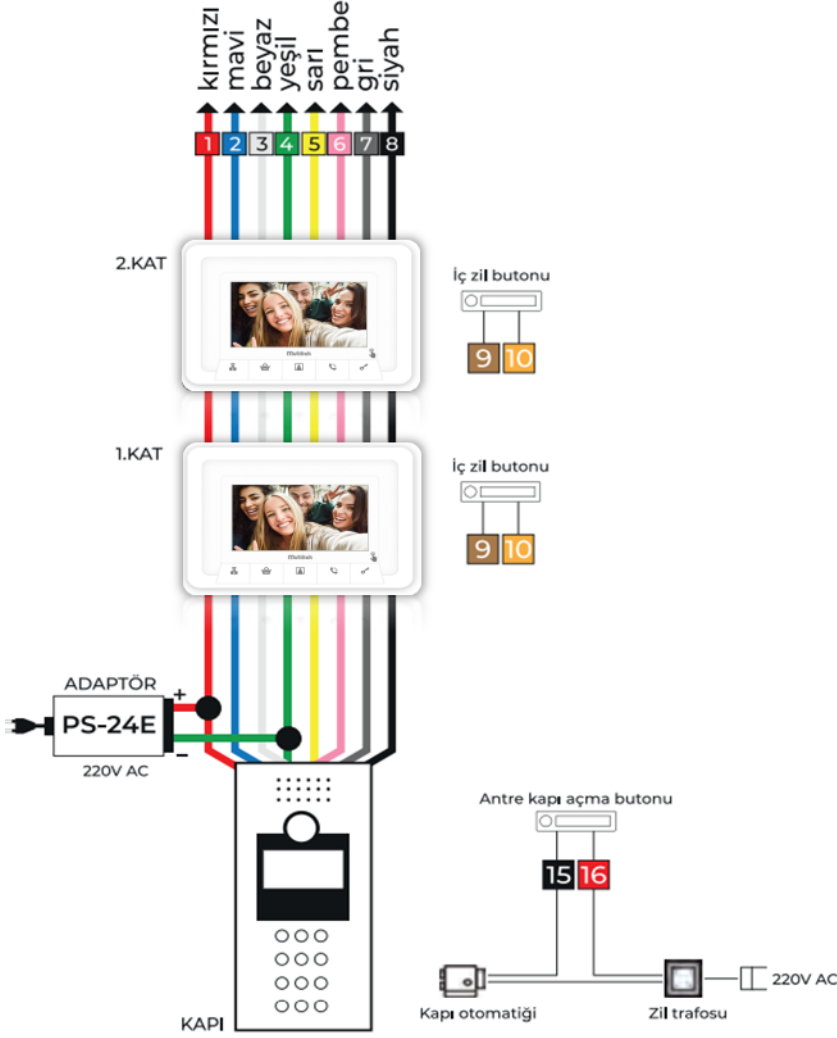 kırmızı
mavi
beyaz
yeşil
sarı
pembe
gri
siyah
1 2 3 4 5 6 7 8
2.KAT
Multitek
İç zil butonu
9 10
1.KAT
Multitek
İç zil butonu
9 10
ADAPTÖR
+
PS-24E
−
220V AC
KAPI
Antre kapı açma butonu
15 16
Kapı otomatiği
Zil trafosu
220V AC